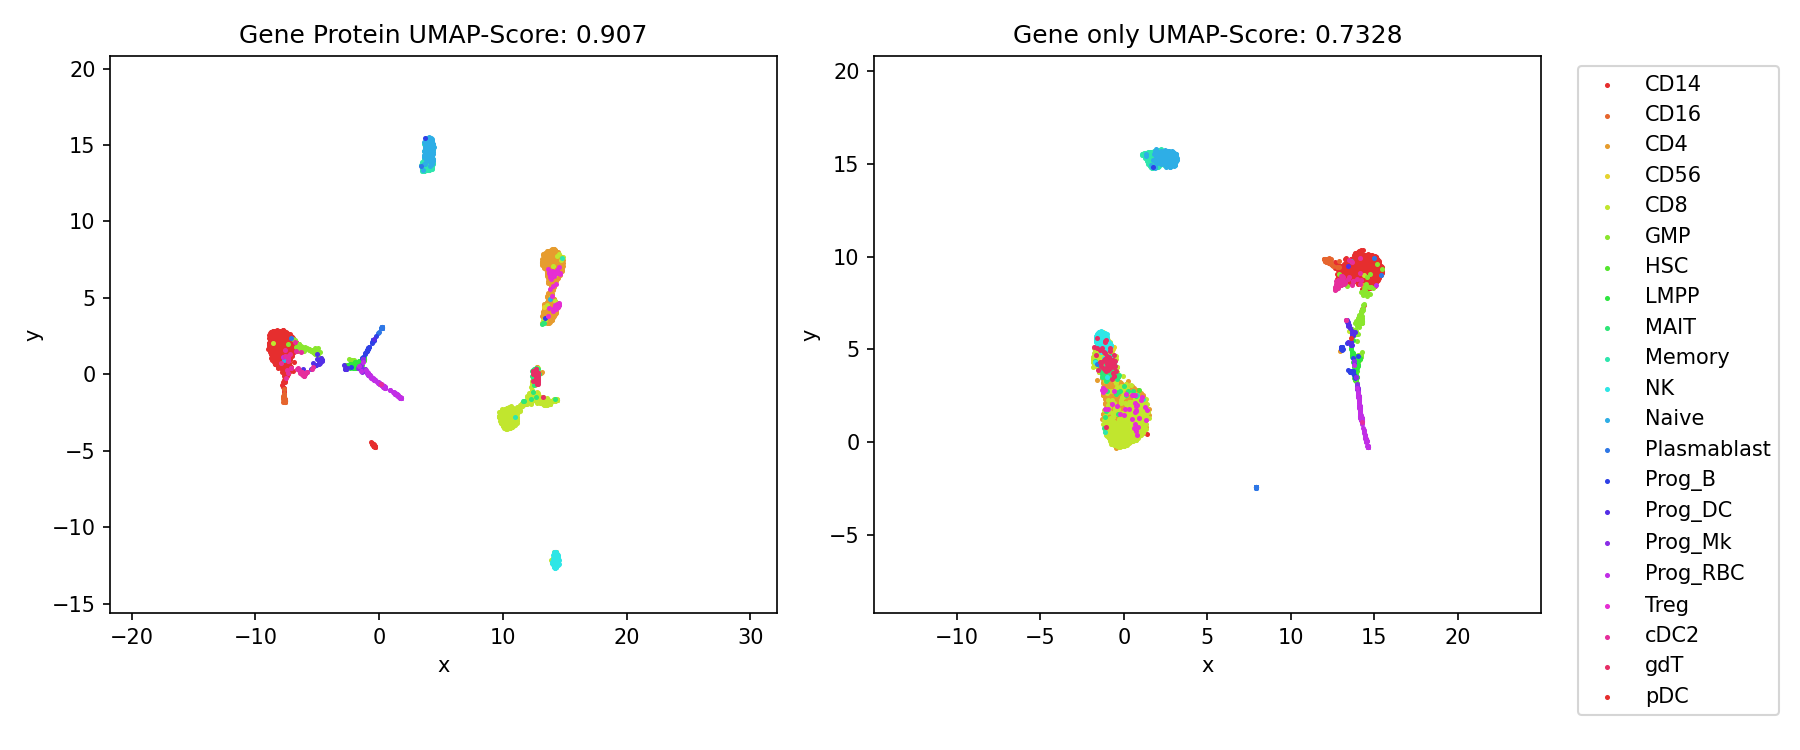 Gene Protein UMAP-Score: 0.907
20
15
10
5
0
−5
−10
−15
y
−20
−10
0
10
20
30
x
Gene only UMAP-Score: 0.7328
20
15
10
5
0
−5
y
−10
−5
0
5
10
15
20
x
CD14
CD16
CD4
CD56
CD8
GMP
HSC
LMPP
MAIT
Memory
NK
Naive
Plasmablast
Prog_B
Prog_DC
Prog_Mk
Prog_RBC
Treg
cDC2
gdT
pDC